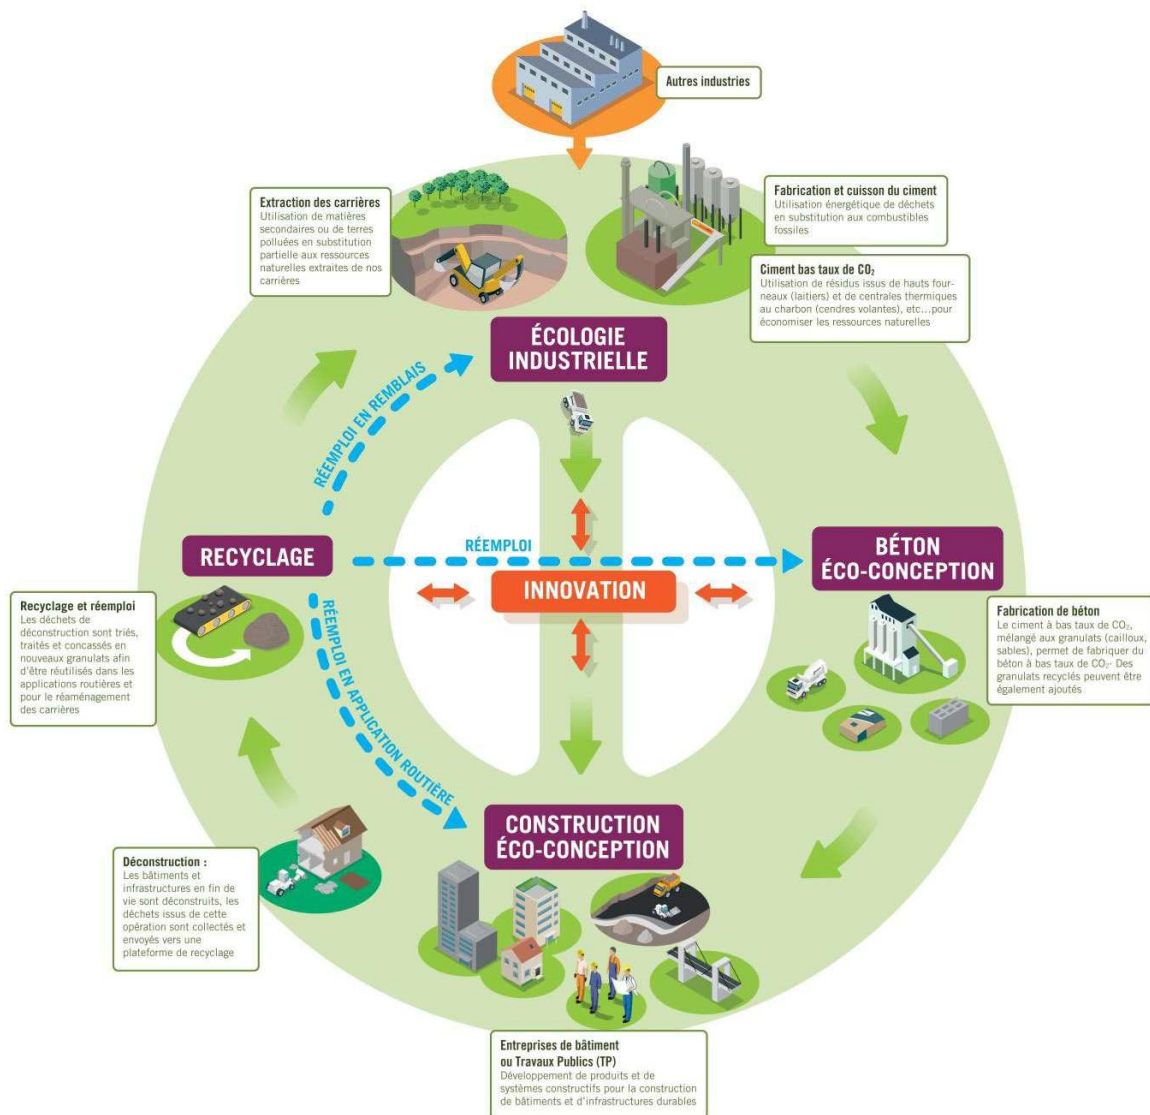 Autres industries
Extraction des carrières
Utilisation de matières
secondaires ou de terres
polluées en substitution
partielle aux ressources
naturelles extraites de nos
carrières
Fabrication et cuisson du ciment
Utilisation énergétique de déchets
en substitution aux combustibles
fossiles
Ciment bas taux de CO₂
Utilisation de résidus issus de hauts four-
neaux (laitiers) et de centrales thermiques
au charbon (cendres volantes), etc...pour
économiser les ressources naturelles
ÉCOLOGIE
INDUSTRIELLE
RÉEMPLOI EN REMBLAIS
RECYCLAGE
RÉEMPLOI
BÉTON
ÉCO-CONCEPTION
INNOVATION
Recyclage et réemploi
Les déchets de
déconstruction sont triés,
traités et concassés en
nouveaux granulats afin
d'être réutilisés dans les
applications routières et
pour le réaménagement
des carrières
Fabrication de béton
Le ciment à bas taux de CO₂,
mélangé aux granulats (cailloux,
sables), permet de fabriquer du
béton à bas taux de CO₂. Des
granulats recyclés peuvent être
également ajoutés
RÉEMPLOI EN APPLICATION ROUTIÈRE
CONSTRUCTION
ÉCO-CONCEPTION
Déconstruction :
Les bâtiments et
infrastructures en fin de
vie sont déconstruits, les
déchets issus de cette
opération sont collectés et
envoyés vers une
plateforme de recyclage
Entreprises de bâtiment
ou Travaux Publics (TP)
Développement de produits et de
systèmes constructifs pour la construction
de bâtiments et d'infrastructures durables